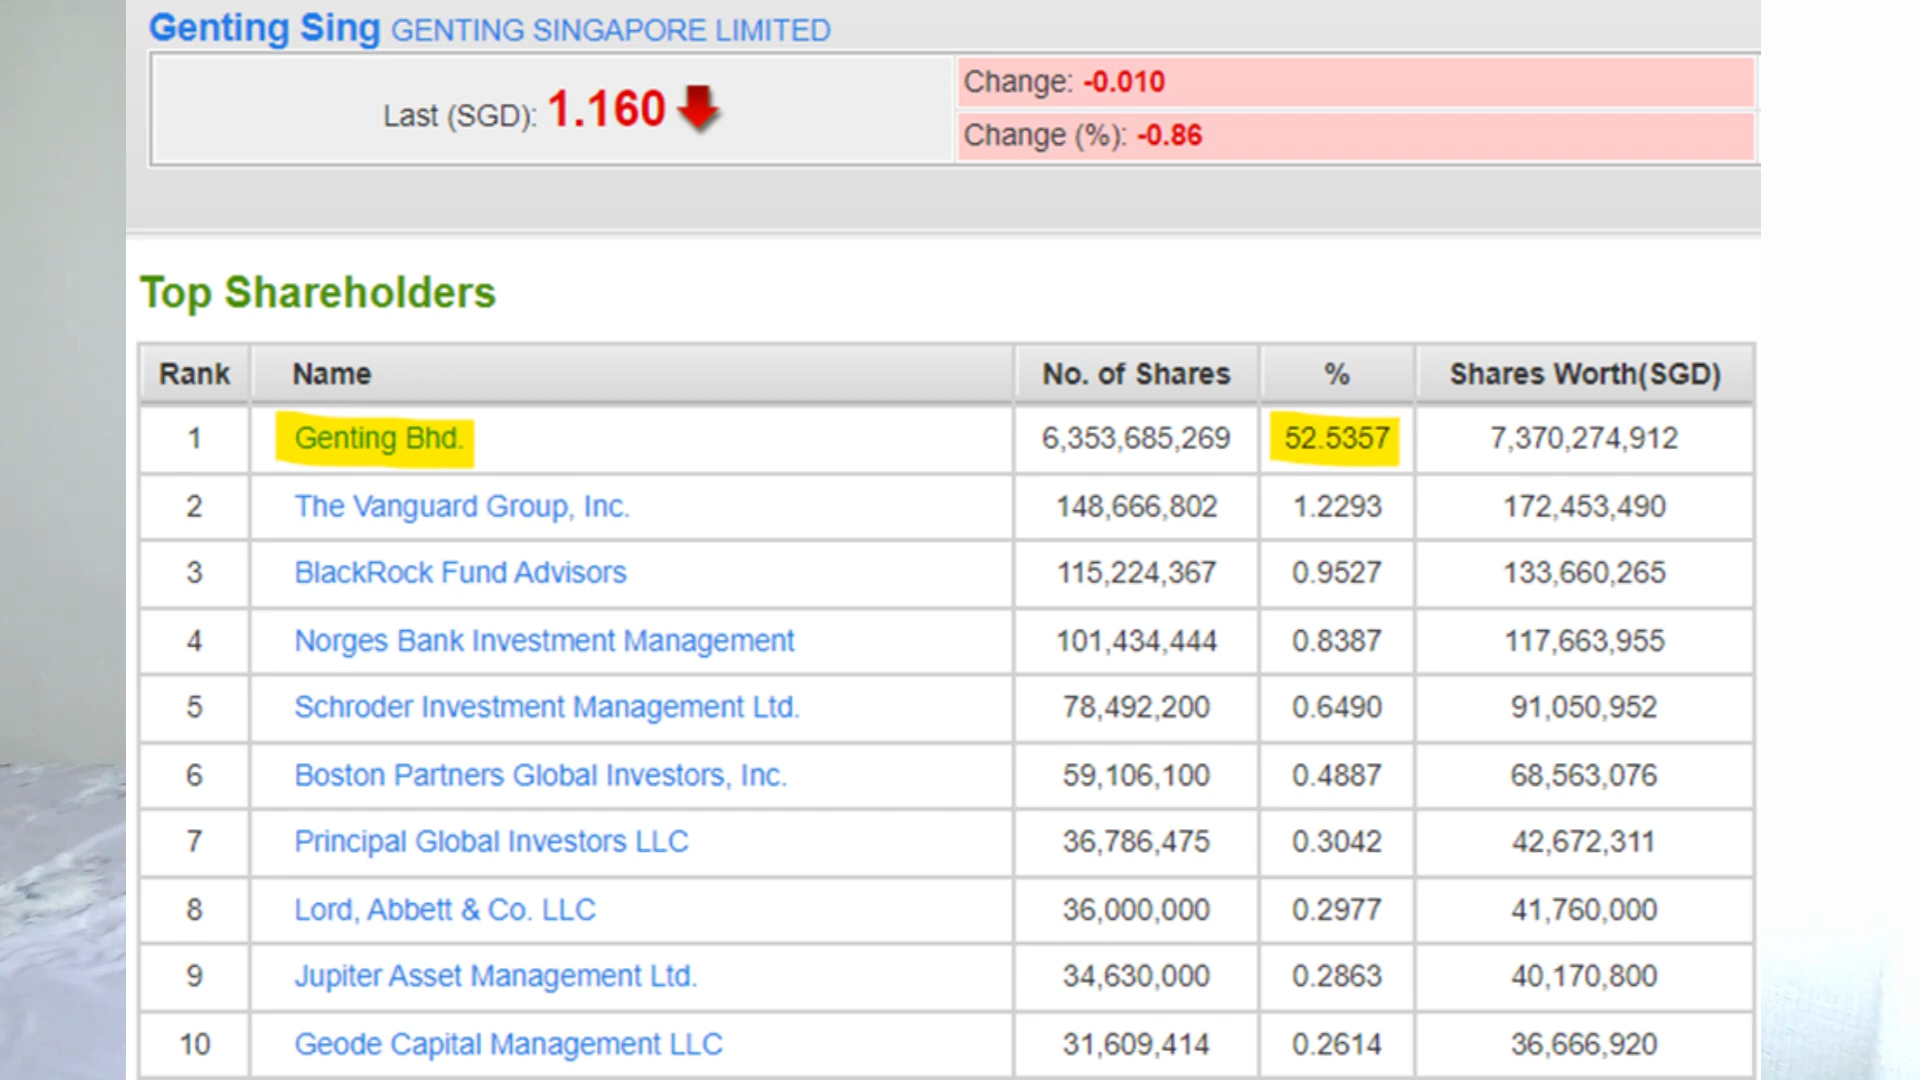 Genting Sing GENTING SINGAPORE LIMITED
Last (SGD): 1.160
Change: -0.010
Change (%): -0.86
Top Shareholders
Rank Name No. of Shares % Shares Worth(SGD)
1 Genting Bhd. 6,353,685,269 52.5357 7,370,274,912
2 The Vanguard Group, Inc. 148,666,802 1.2293 172,453,490
3 BlackRock Fund Advisors 115,224,367 0.9527 133,660,265
4 Norges Bank Investment Management 101,434,444 0.8387 117,663,955
5 Schroder Investment Management Ltd. 78,492,200 0.6490 91,050,952
6 Boston Partners Global Investors, Inc. 59,106,100 0.4887 68,563,076
7 Principal Global Investors LLC 36,786,475 0.3042 42,672,311
8 Lord, Abbett & Co. LLC 36,000,000 0.2977 41,760,000
9 Jupiter Asset Management Ltd. 34,630,000 0.2863 40,170,800
10 Geode Capital Management LLC 31,609,414 0.2614 36,666,920